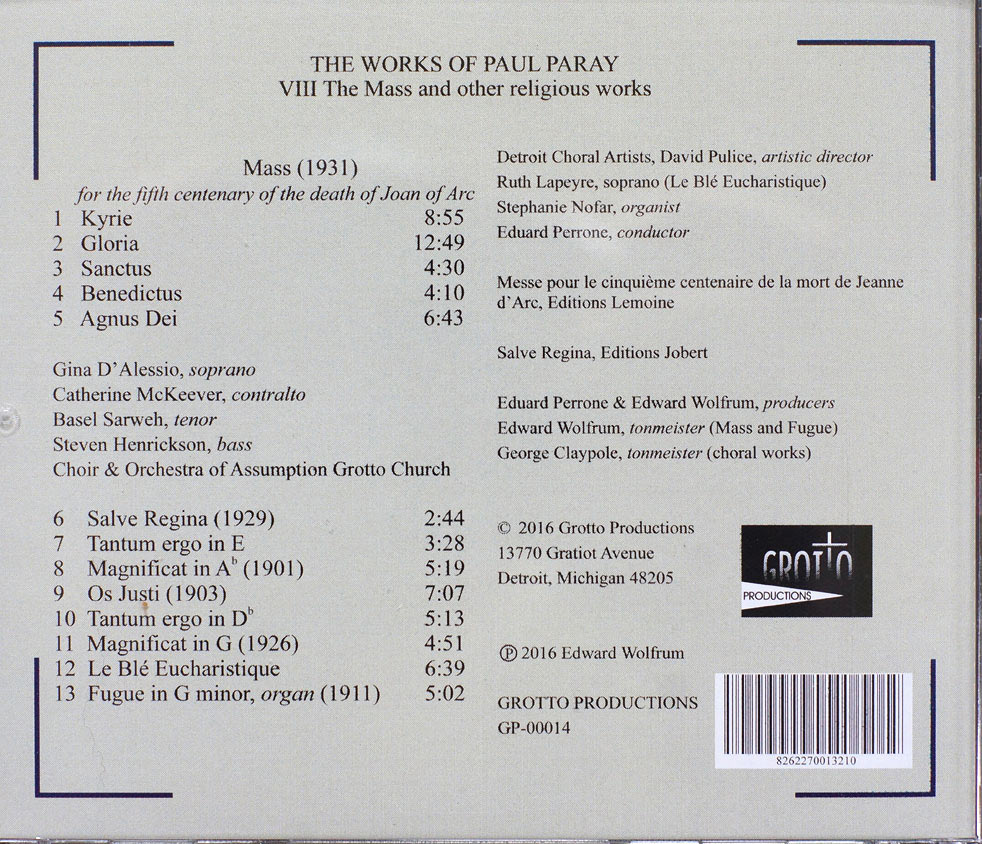 THE WORKS OF PAUL PARAY
VIII The Mass and other religious works
Mass (1931)
for the fifth centenary of the death of Joan of Arc
1 Kyrie 8:55
2 Gloria 12:49
3 Sanctus 4:30
4 Benedictus 4:10
5 Agnus Dei 6:43
Gina D'Alessio, soprano
Catherine McKeever, contralto
Basel Sarweh, tenor
Steven Henrickson, bass
Choir & Orchestra of Assumption Grotto Church
6 Salve Regina (1929) 2:44
7 Tantum ergo in E 3:28
8 Magnificat in A♭ (1901) 5:19
9 Os Justi (1903) 7:07
10 Tantum ergo in D♭ 5:13
11 Magnificat in G (1926) 4:51
12 Le Blé Eucharistique 6:39
13 Fugue in G minor, organ (1911) 5:02
Detroit Choral Artists, David Pulice, artistic director
Ruth Lapeyre, soprano (Le Blé Eucharistique)
Stephanie Nofar, organist
Eduard Perrone, conductor
Messe pour le cinquième centenaire de la mort de Jeanne
d'Arc, Editions Lemoine
Salve Regina, Editions Jobert
Eduard Perrone & Edward Wolfrum, producers
Edward Wolfrum, tonmeister (Mass and Fugue)
George Claypole, tonmeister (choral works)
© 2016 Grotto Productions
13770 Gratiot Avenue
Detroit, Michigan 48205
GROTTO
PRODUCTIONS
℗ 2016 Edward Wolfrum
GROTTO PRODUCTIONS
GP-00014
8262270013210